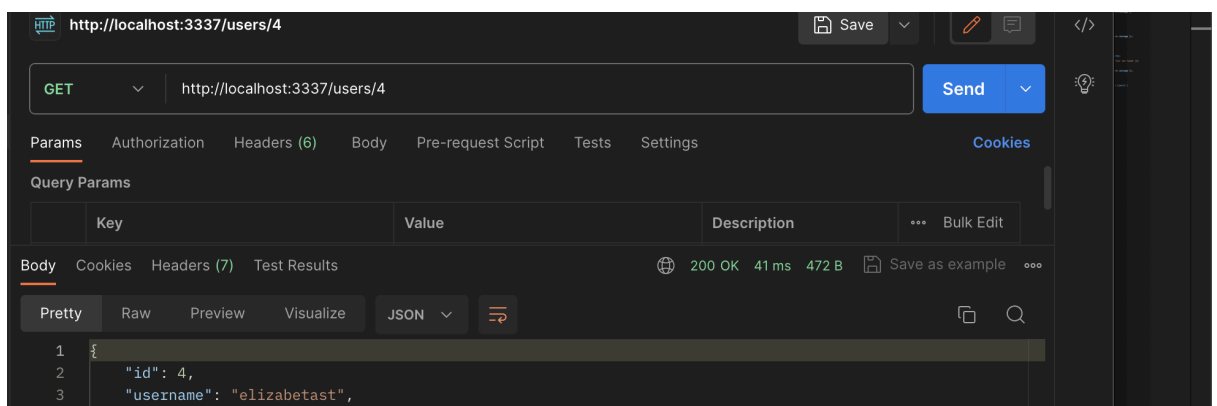 HTTP http://localhost:3337/users/4 Save </>
GET http://localhost:3337/users/4 Send
Params Authorization Headers (6) Body Pre-request Script Tests Settings Cookies
Query Params
Key Value Description Bulk Edit
Body Cookies Headers (7) Test Results 200 OK 41 ms 472 B Save as example
Pretty Raw Preview Visualize JSON
1 {
2 "id": 4,
3 "username": "elizabetast",